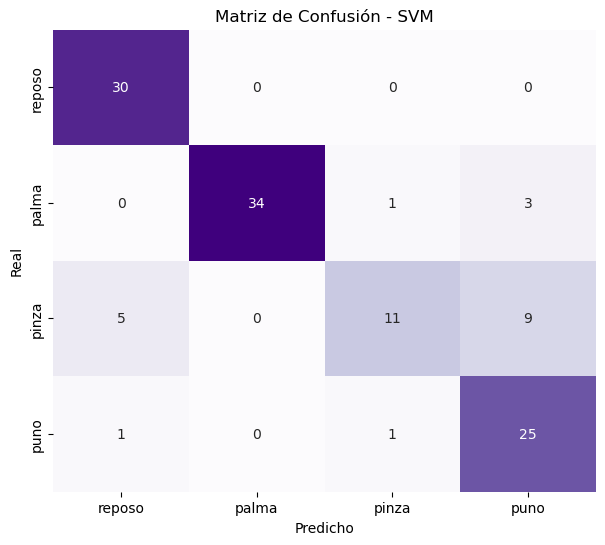 Matriz de Confusión - SVM
Real
reposo
30
0
0
0
palma
0
34
1
3
pinza
5
0
11
9
puno
1
0
1
25
reposo
palma
pinza
puno
Predicho